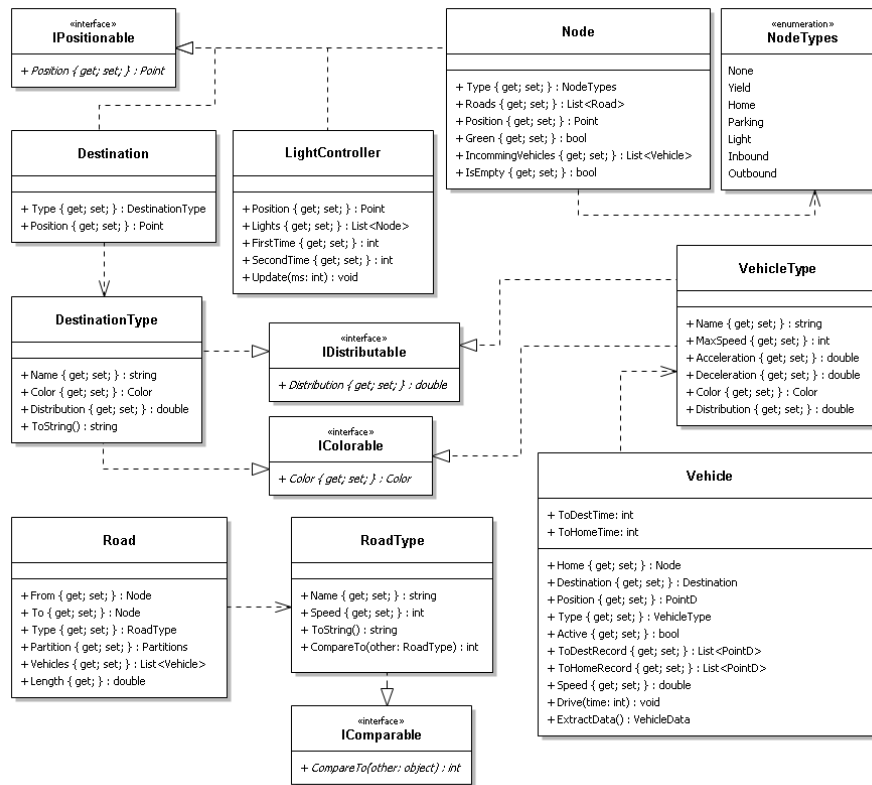 «interface»
IPositionable
+ Position { get; set; } : Point
Node
+ Type { get; set; } : NodeTypes
+ Roads { get; set; } : List<Road>
+ Position { get; set; } : Point
+ Green { get; set; } : bool
+ IncommingVehicles { get; set; } : List<Vehicle>
+ IsEmpty { get; set; } : bool
«enumeration»
NodeTypes
None
Yield
Home
Parking
Light
Inbound
Outbound
Destination
+ Type { get; set; } : DestinationType
+ Position { get; set; } : Point
LightController
+ Position { get; set; } : Point
+ Lights { get; set; } : List<Node>
+ FirstTime { get; set; } : int
+ SecondTime { get; set; } : int
+ Update(ms: int) : void
VehicleType
+ Name { get; set; } : string
+ MaxSpeed { get; set; } : int
+ Acceleration { get; set; } : double
+ Deceleration { get; set; } : double
+ Color { get; set; } : Color
+ Distribution { get; set; } : double
DestinationType
+ Name { get; set; } : string
+ Color { get; set; } : Color
+ Distribution { get; set; } : double
+ ToString() : string
«interface»
IDistributable
+ Distribution { get; set; } : double
«interface»
IColorable
+ Color { get; set; } : Color
Vehicle
+ ToDestTime: int
+ ToHomeTime: int
+ Home { get; set; } : Node
+ Destination { get; set; } : Destination
+ Position { get; set; } : PointD
+ Type { get; set; } : VehicleType
+ Active { get; set; } : bool
+ ToDestRecord { get; set; } : List<PointD>
+ ToHomeRecord { get; set; } : List<PointD>
+ Speed { get; set; } : double
+ Drive(time: int) : void
+ ExtractData() : VehicleData
Road
+ From { get; set; } : Node
+ To { get; set; } : Node
+ Type { get; set; } : RoadType
+ Partition { get; set; } : Partitions
+ Vehicles { get; set; } : List<Vehicle>
+ Length { get; } : double
RoadType
+ Name { get; set; } : string
+ Speed { get; set; } : int
+ ToString() : string
+ CompareTo(other: RoadType) : int
«interface»
IComparable
+ CompareTo(other: object) : int